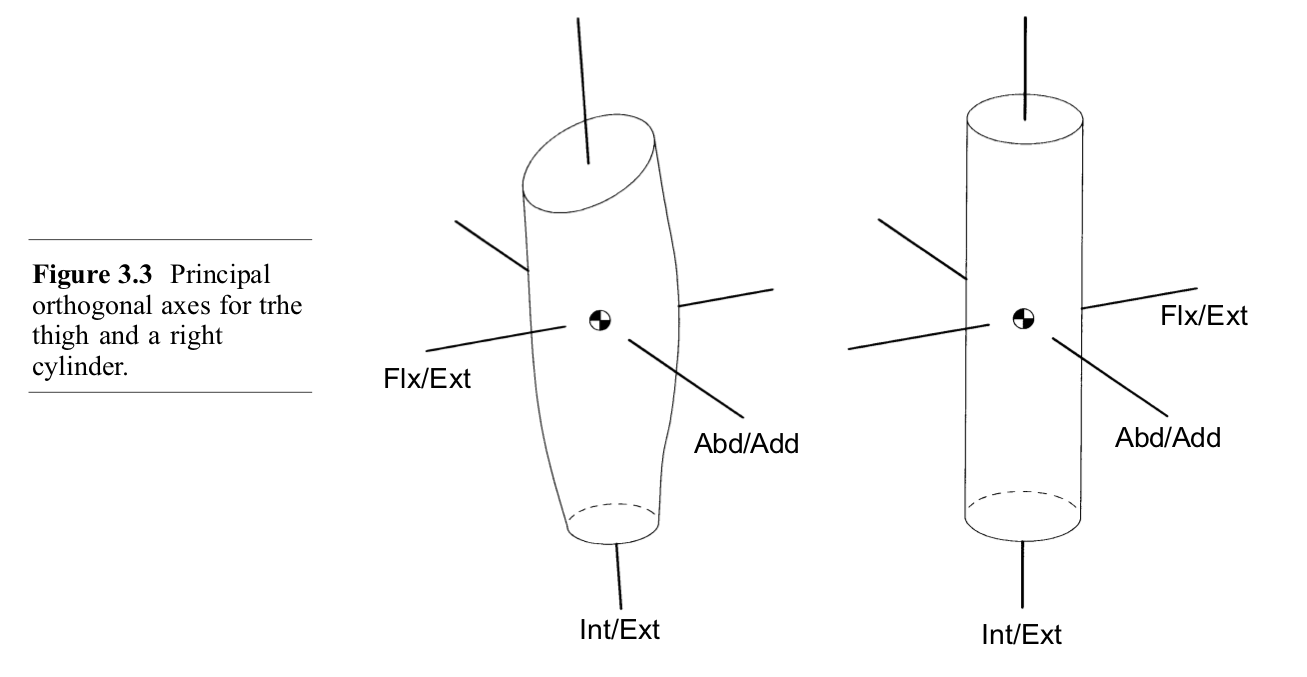 Figure 3.3 Principal
orthogonal axes for trhe
thigh and a right
cylinder.
Flx/Ext
Abd/Add
Int/Ext
Flx/Ext
Abd/Add
Int/Ext